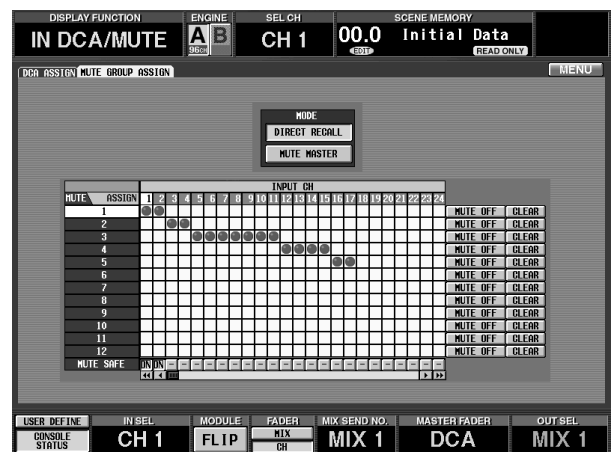 DISPLAY FUNCTION ENGINE SEL CH SCENE MEMORY
IN DCA/MUTE A B CH 1 00.0 Initial Data
96CH EDIT READ ONLY
DCA ASSIGN MUTE GROUP ASSIGN MENU
MODE
DIRECT RECALL
MUTE MASTER
INPUT CH
MUTE ASSIGN 1 2 3 4 5 6 7 8 9 10 11 12 13 14 15 16 17 18 19 20 21 22 23 24
1 MUTE OFF CLEAR
2 MUTE OFF CLEAR
3 MUTE OFF CLEAR
4 MUTE OFF CLEAR
5 MUTE OFF CLEAR
6 MUTE OFF CLEAR
7 MUTE OFF CLEAR
8 MUTE OFF CLEAR
9 MUTE OFF CLEAR
10 MUTE OFF CLEAR
11 MUTE OFF CLEAR
12 MUTE OFF CLEAR
MUTE SAFE ON ON - - - - - - - - - - - - - - - - - - - - - -
USER DEFINE IN SEL MODULE FADER MIX SEND NO. MASTER FADER OUT SEL
CONSOLE STATUS CH 1 FLIP MIX CH MIX 1 DCA MIX 1